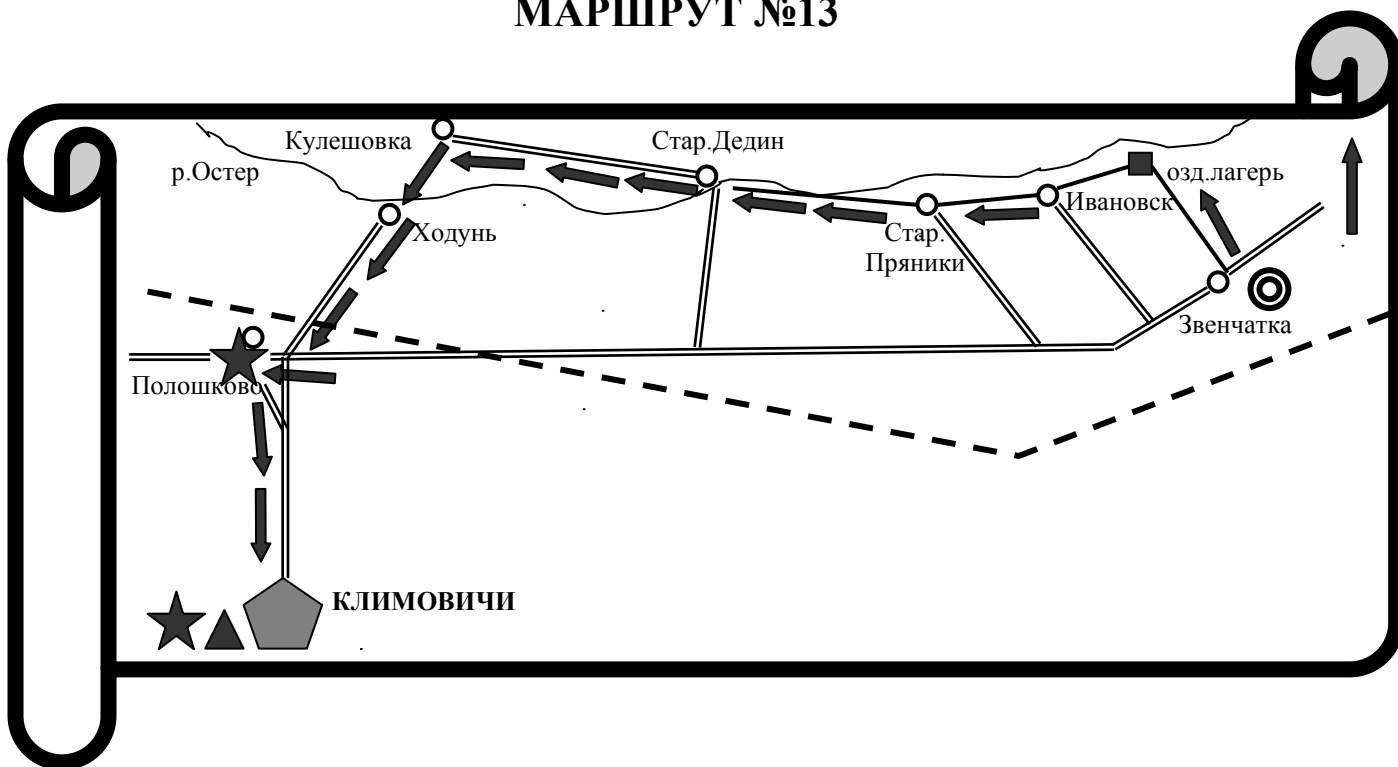 МАРШРУТ №13
Кулешовка
Стар.Дедин
р.Остер
озд.лагерь
Ивановск
Ходунь
Стар.
Пряники
Звенчатка
Полошково
КЛИМОВИЧИ